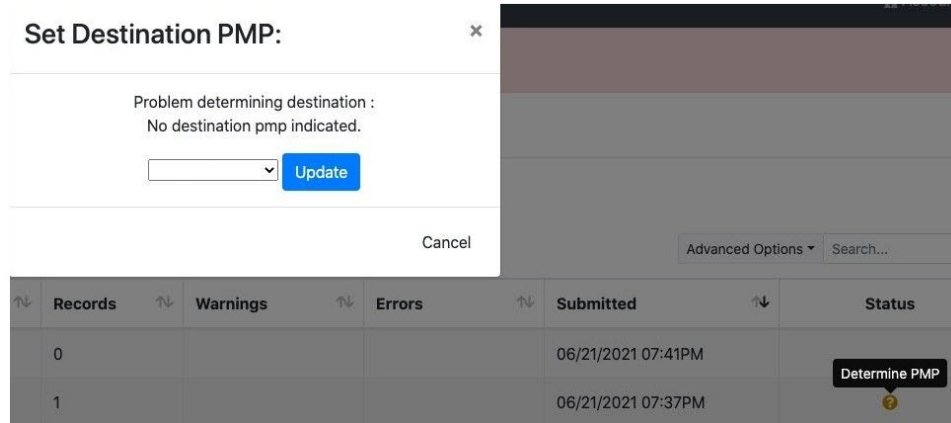 Set Destination PMP:
×
Problem determining destination :
No destination pmp indicated.
Update
Cancel
Advanced Options
Search...
Records
Warnings
Errors
Submitted
Status
0
06/21/2021 07:41PM
Determine PMP
1
06/21/2021 07:37PM
?